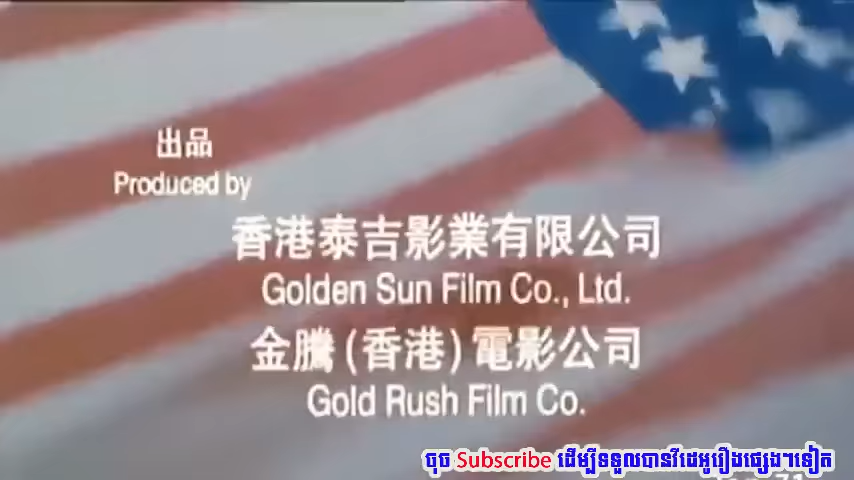 出品
Produced by
香港泰吉影業有限公司
Golden Sun Film Co., Ltd.
金騰(香港)電影公司
Gold Rush Film Co.
ចុច Subscribe ដើម្បីទទួលបានវីដេអូរឿងផ្សេងៗទៀត